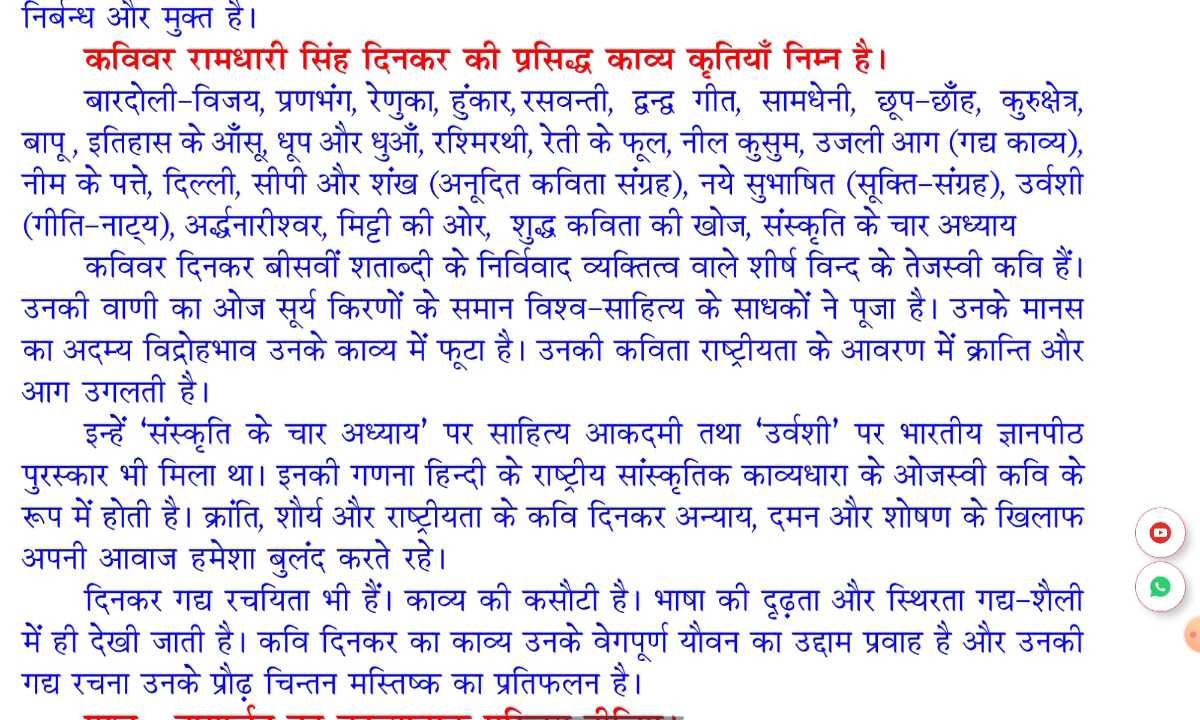 निर्बन्ध और मुक्त है।
कविवर रामधारी सिंह दिनकर की प्रसिद्ध काव्य कृतियाँ निम्न है।
बारदोली-विजय, प्रणभंग, रेणुका, हुंकार, रसवन्ती, द्वन्द्व गीत, सामधेनी, छूप-छाँह, कुरुक्षेत्र,
बापू , इतिहास के आँसू, धूप और धुआँ, रश्मिरथी, रेती के फूल, नील कुसुम, उजली आग (गद्य काव्य),
नीम के पत्ते, दिल्ली, सीपी और शंख (अनूदित कविता संग्रह), नये सुभाषित (सूक्ति-संग्रह), उर्वशी
(गीति-नाट्य), अर्द्धनारीश्वर, मिट्टी की ओर, शुद्ध कविता की खोज, संस्कृति के चार अध्याय
कविवर दिनकर बीसवीं शताब्दी के निर्विवाद व्यक्तित्व वाले शीर्ष विन्द के तेजस्वी कवि हैं।
उनकी वाणी का ओज सूर्य किरणों के समान विश्व-साहित्य के साधकों ने पूजा है। उनके मानस
का अदम्य विद्रोहभाव उनके काव्य में फूटा है। उनकी कविता राष्ट्रीयता के आवरण में क्रान्ति और
आग उगलती है।
इन्हें ‘संस्कृति के चार अध्याय’ पर साहित्य आकदमी तथा ‘उर्वशी’ पर भारतीय ज्ञानपीठ
पुरस्कार भी मिला था। इनकी गणना हिन्दी के राष्ट्रीय सांस्कृतिक काव्यधारा के ओजस्वी कवि के
रूप में होती है। क्रांति, शौर्य और राष्ट्रीयता के कवि दिनकर अन्याय, दमन और शोषण के खिलाफ
अपनी आवाज हमेशा बुलंद करते रहे।
दिनकर गद्य रचयिता भी हैं। काव्य की कसौटी है। भाषा की दृढ़ता और स्थिरता गद्य-शैली
में ही देखी जाती है। कवि दिनकर का काव्य उनके वेगपूर्ण यौवन का उद्दाम प्रवाह है और उनकी
गद्य रचना उनके प्रौढ़ चिन्तन मस्तिष्क का प्रतिफलन है।